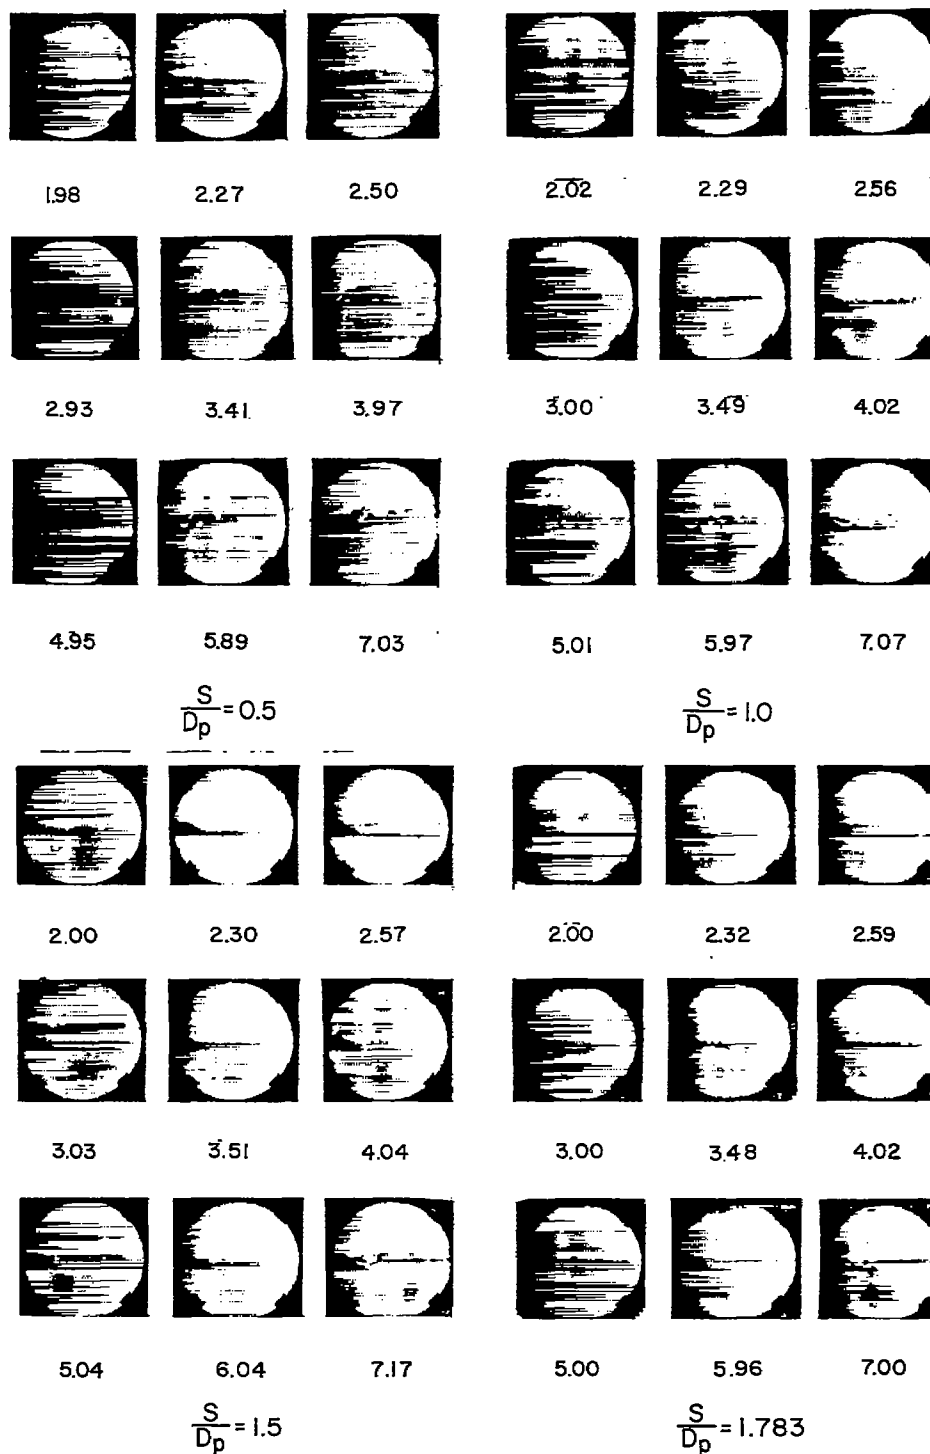 1.98 2.27 2.50
2.93 3.41 3.97
4.95 5.89 7.03
S/Dp = 0.5
2.02 2.29 2.56
3.00 3.49 4.02
5.01 5.97 7.07
S/Dp = 1.0
2.00 2.30 2.57
3.03 3.51 4.04
5.04 6.04 7.17
S/Dp = 1.5
2.00 2.32 2.59
3.00 3.48 4.02
5.00 5.96 7.00
S/Dp = 1.783